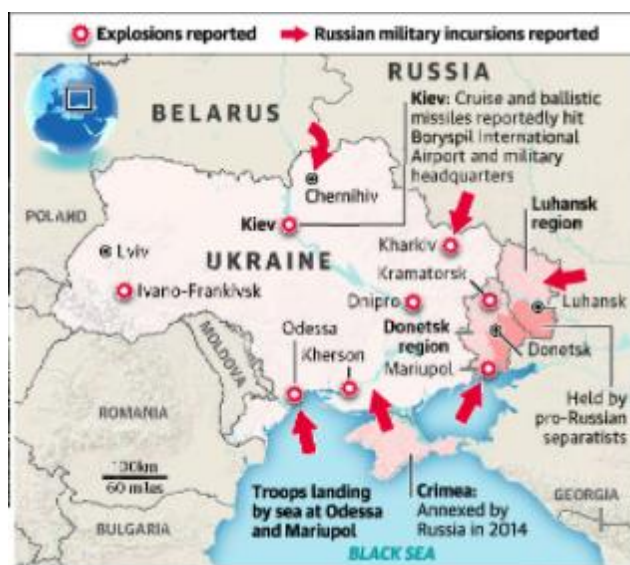 Explosions reported
Russian military incursions reported
RUSSIA
BELARUS
Kiev: Cruise and ballistic
missiles reportedly hit
Boryspil International
Airport and military
headquarters
Chernihiv
POLAND
Kiev
Luhansk
region
Lviv
Kharkiv
UKRAINE
Kramatorsk
Ivano-Frankivsk
Dnipro
Luhansk
Odessa
Donetsk
region
MOLDOVA
Kherson
Donetsk
Mariupol
Held by
pro-Russian
separatists
ROMANIA
100km
60 miles
Troops landing
by sea at Odessa
and Mariupol
Crimea:
Annexed by
Russia in 2014
GEORGIA
BULGARIA
BLACK SEA